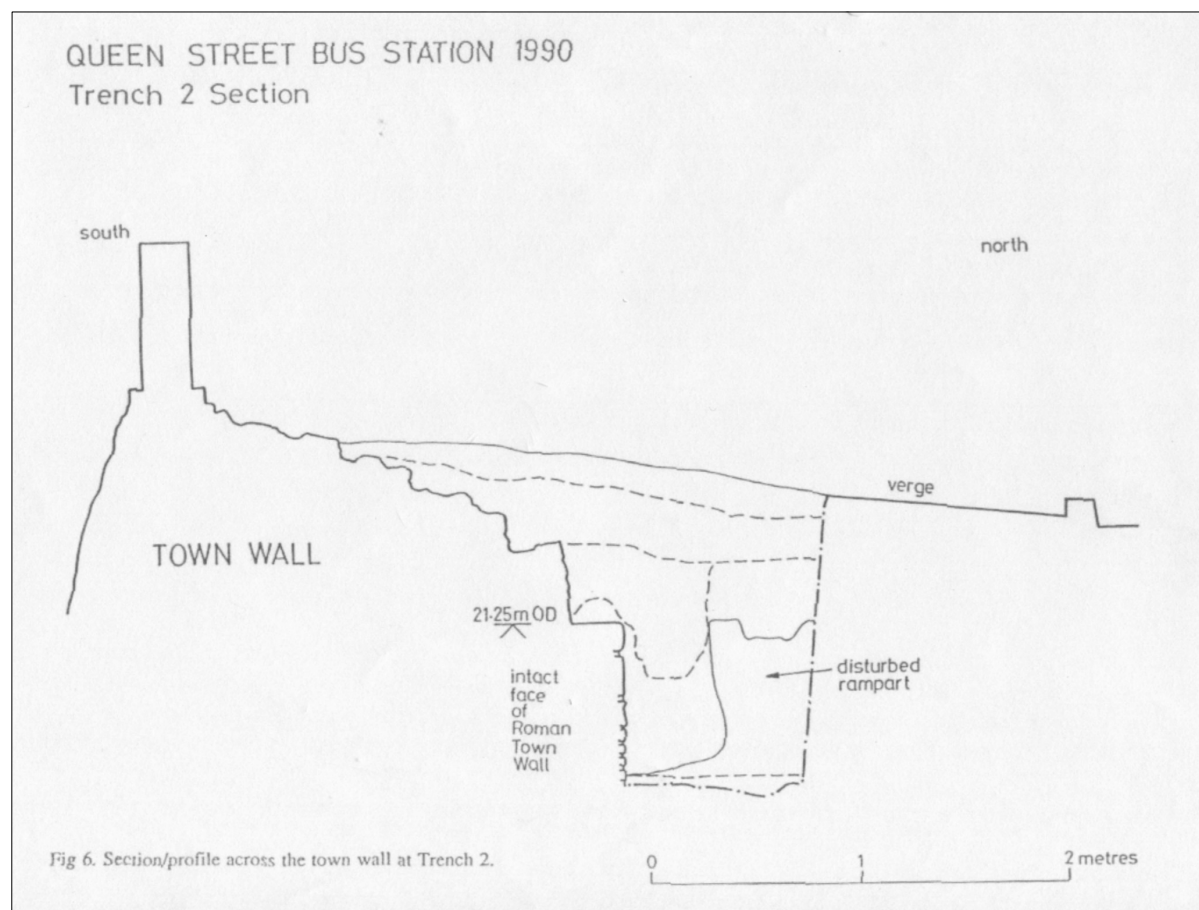 QUEEN STREET BUS STATION 1990
Trench 2 Section
south
north
verge
TOWN WALL
21·25m OD
intact
face
of
Roman
Town
Wall
disturbed
rampart
Fig 6. Section/profile across the town wall at Trench 2.
0
1
2 metres